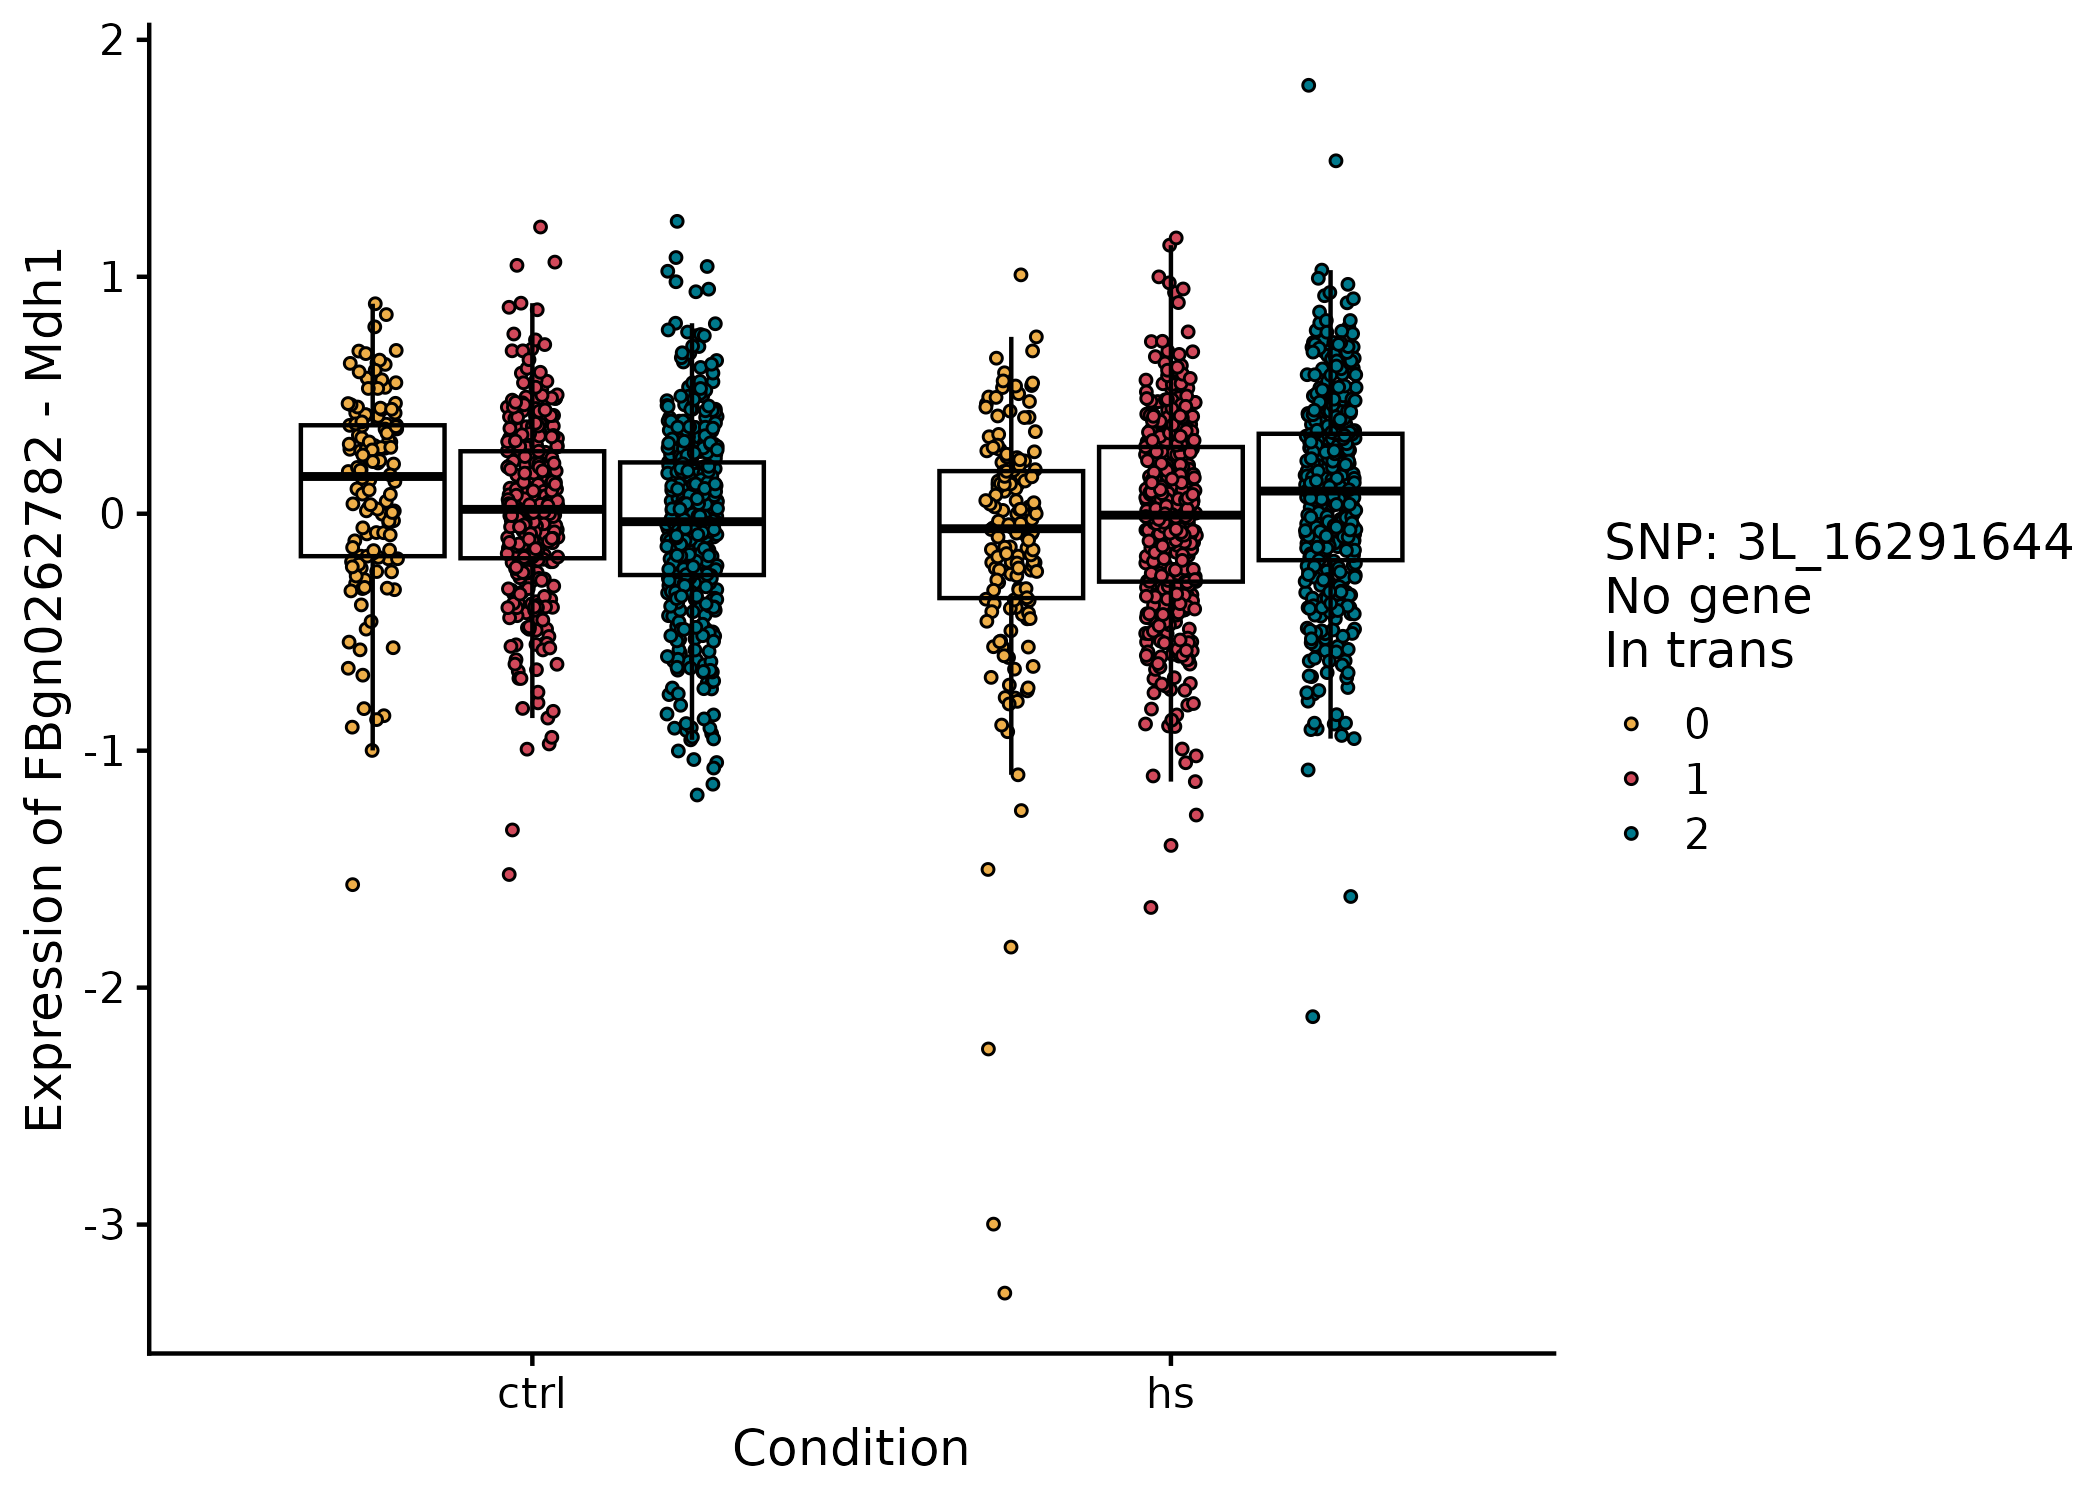 Expression of FBgn0262782 - Mdh1
2
1
0
-1
-2
-3
ctrl
hs
Condition
SNP: 3L_16291644
No gene
In trans
0
1
2